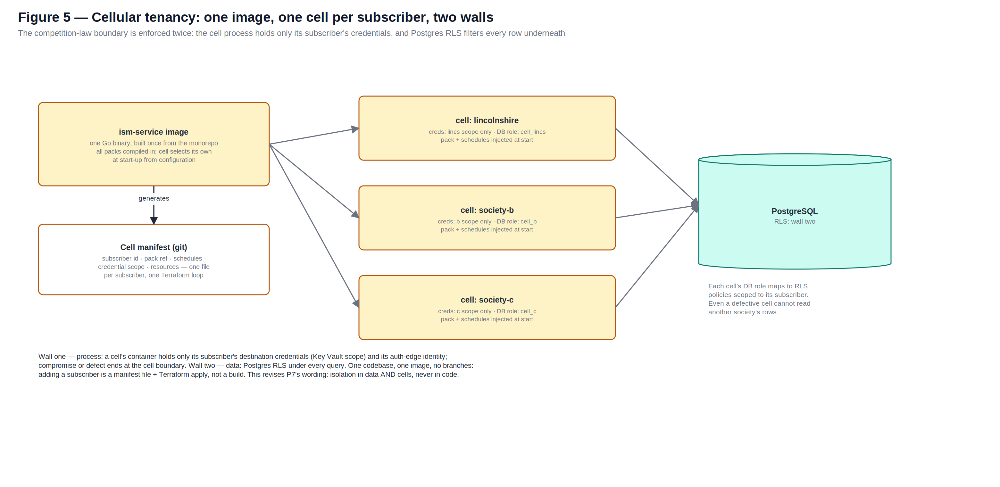 Figure 5 — Cellular tenancy: one image, one cell per subscriber, two walls
The competition-law boundary is enforced twice: the cell process holds only its subscriber's credentials, and Postgres RLS filters every row underneath
ism-service image
one Go binary, built once from the monorepo
all packs compiled in; cell selects its own
at start-up from configuration
generates
Cell manifest (git)
subscriber id · pack ref · schedules ·
credential scope · resources — one file
per subscriber, one Terraform loop
cell: lincolnshire
creds: lincs scope only · DB role: cell_lincs
pack + schedules injected at start
cell: society-b
creds: b scope only · DB role: cell_b
pack + schedules injected at start
cell: society-c
creds: c scope only · DB role: cell_c
pack + schedules injected at start
PostgreSQL
RLS: wall two
Each cell's DB role maps to RLS
policies scoped to its subscriber.
Even a defective cell cannot read
another society's rows.
Wall one — process: a cell's container holds only its subscriber's destination credentials (Key Vault scope) and its auth-edge identity;
compromise or defect ends at the cell boundary. Wall two — data: Postgres RLS under every query. One codebase, one image, no branches:
adding a subscriber is a manifest file + Terraform apply, not a build. This revises P7's wording: isolation in data AND cells, never in code.